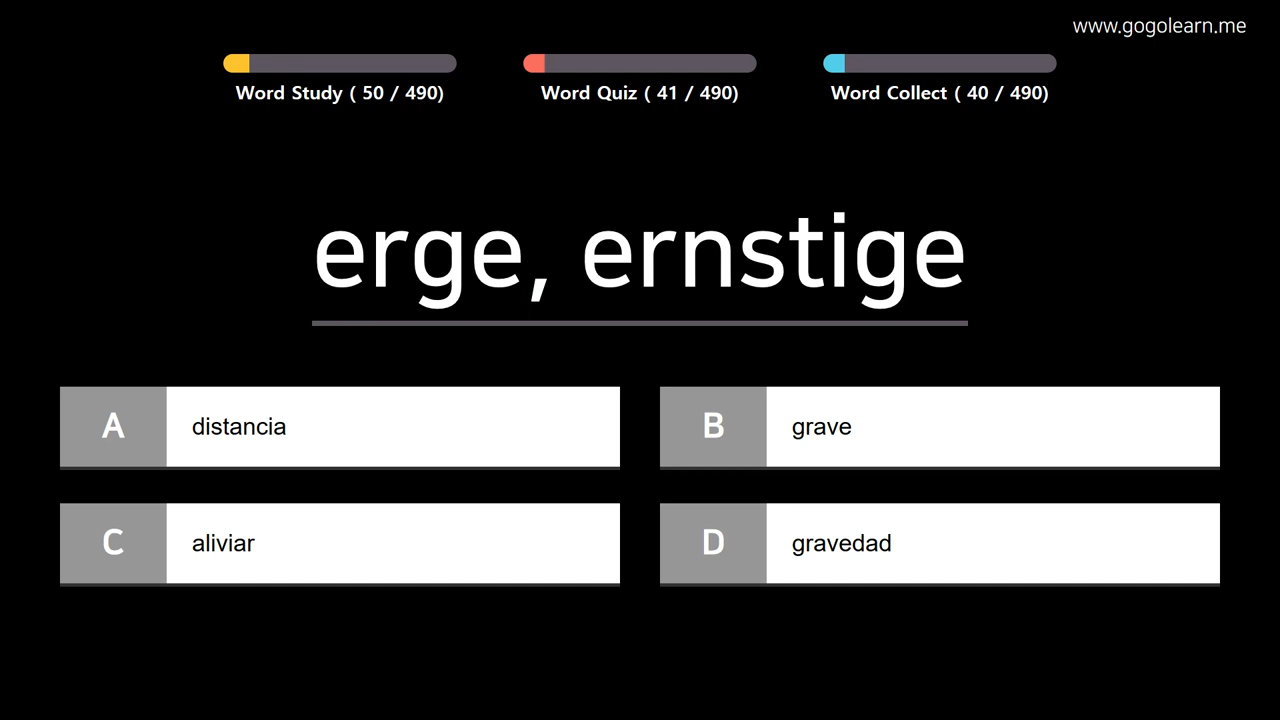 www.gogolearn.me
Word Study ( 50 / 490)
Word Quiz ( 41 / 490)
Word Collect ( 40 / 490)
erge, ernstige
A distancia
B grave
C aliviar
D gravedad